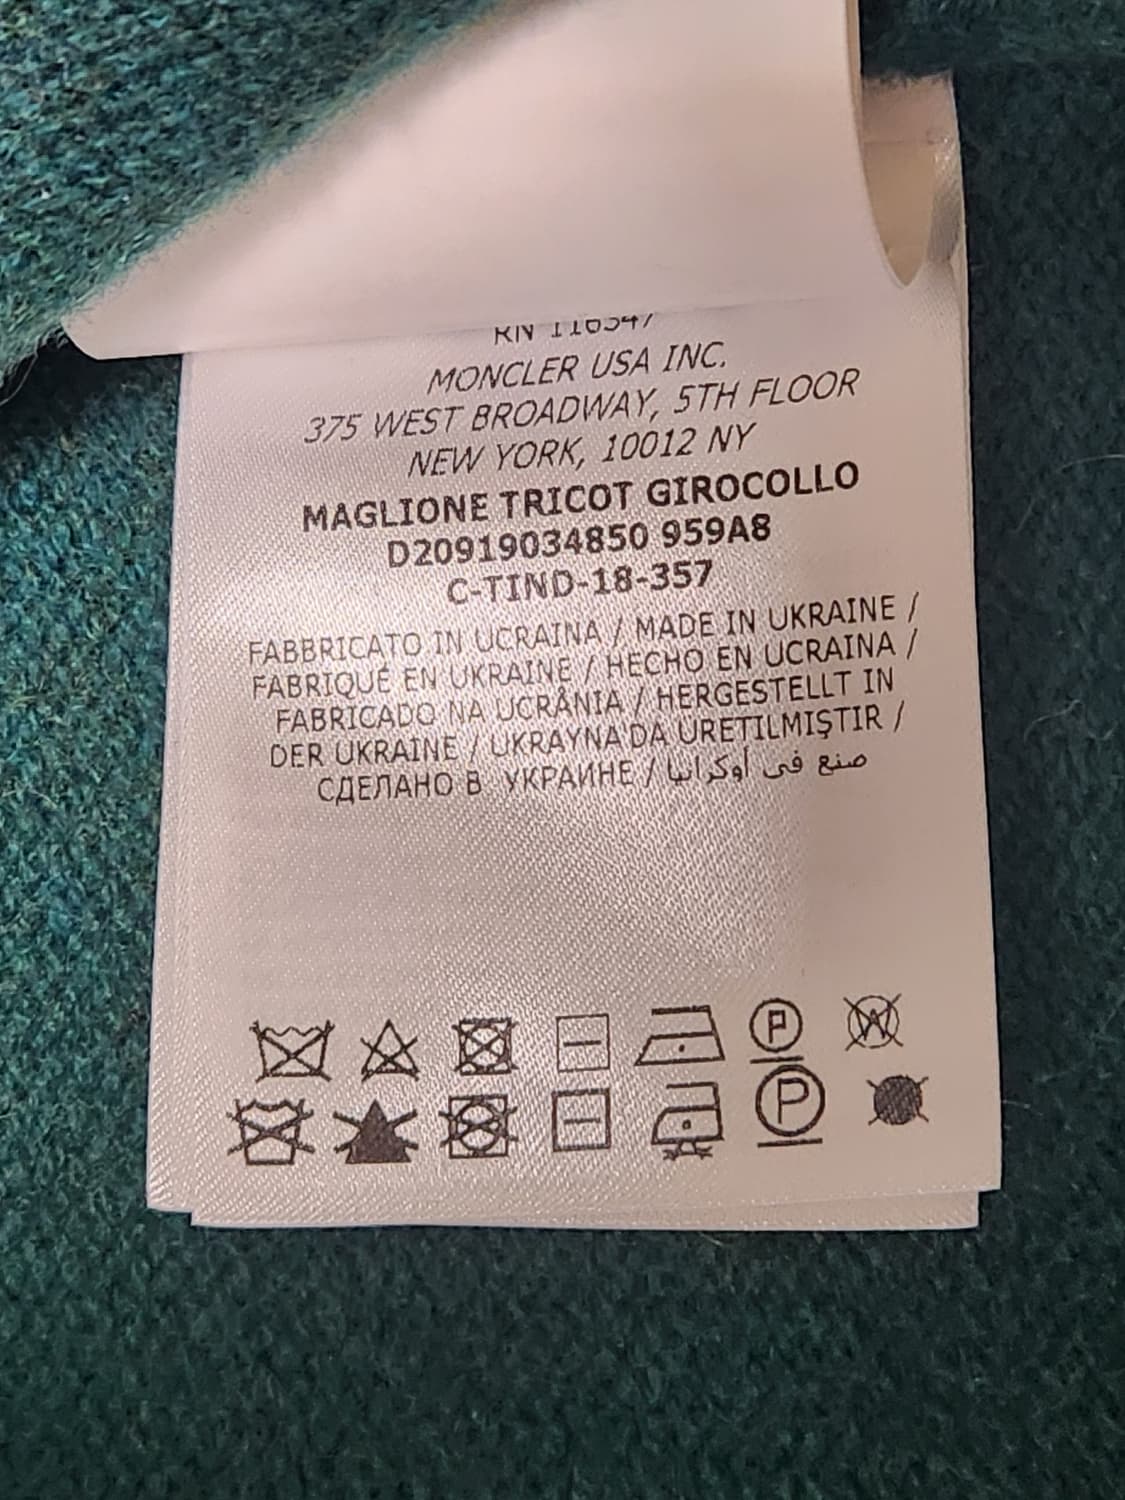 RN 116347
MONCLER USA INC.
375 WEST BROADWAY, 5TH FLOOR
NEW YORK, 10012 NY
MAGLIONE TRICOT GIROCOLLO
D20919034850 959A8
C-TIND-18-357
FABBRICATO IN UCRAINA / MADE IN UKRAINE /
FABRIQUÉ EN UKRAINE / HECHO EN UCRAINA /
FABRICADO NA UCRÂNIA / HERGESTELLT IN
DER UKRAINE / UKRAYNA'DA ÜRETILMIŞTIR /
СДЕЛАНО В УКРАИНЕ / صنع فى أوكرانيا
P W
P